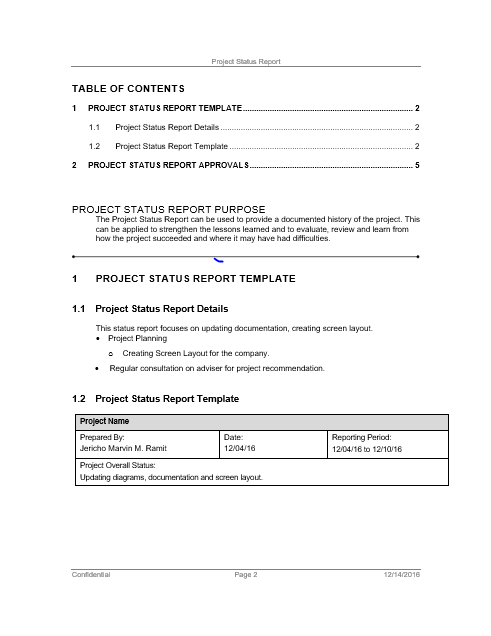 Project Status Report
TABLE OF CONTENTS
1 PROJECT STATUS REPORT TEMPLATE 2
1.1 Project Status Report Details 2
1.2 Project Status Report Template 2
2 PROJECT STATUS REPORT APPROVALS 5
PROJECT STATUS REPORT PURPOSE
The Project Status Report can be used to provide a documented history of the project. This
can be applied to strengthen the lessons learned and to evaluate, review and learn from
how the project succeeded and where it may have had difficulties.
1 PROJECT STATUS REPORT TEMPLATE
1.1 Project Status Report Details
This status report focuses on updating documentation, creating screen layout.
• Project Planning
o Creating Screen Layout for the company.
• Regular consultation on adviser for project recommendation.
1.2 Project Status Report Template
Project Name
Prepared By: Date: Reporting Period:
Jericho Marvin M. Ramit 12/04/16 12/04/16 to 12/10/16
Project Overall Status:
Updating diagrams, documentation and screen layout.
Confidential Page 2 12/14/2016